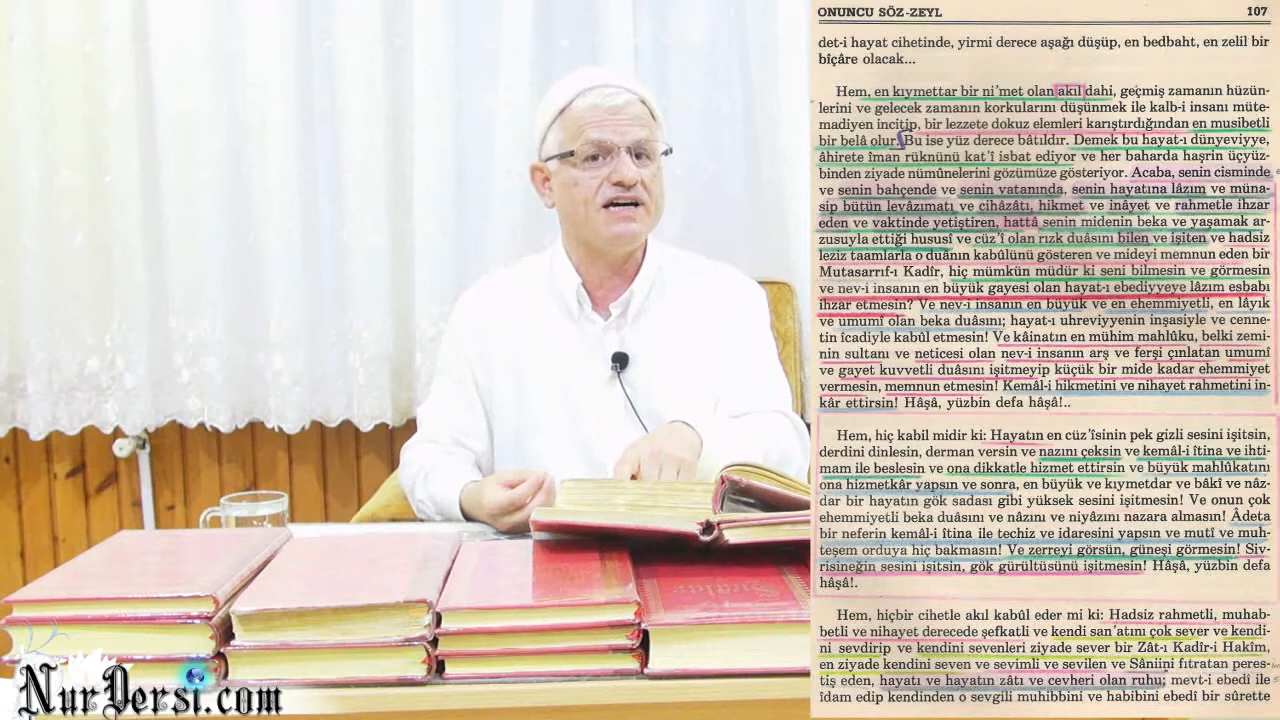 ONUNCU SÖZ-ZEYL 107
det-i hayat cihetinde, yirmi derece aşağı düşüp, en bedbaht, en zelil bir
bîçâre olacak...
Hem, en kıymettar bir ni'met olan akıl dahi, geçmiş zamanın hüzün-
lerini ve gelecek zamanın korkularını düşünmek ile kalb-i insanı müte-
madiyen incitip, bir lezzete dokuz elemleri karıştırdığından en musibetli
bir belâ olur. Bu ise yüz derece bâtıldır. Demek bu hayat-ı dünyeviyye,
âhirete îman rüknünü kat'î isbat ediyor ve her baharda haşrin üçyüz-
binden ziyade nümûnelerini gözümüze gösteriyor. Acaba, senin cisminde
ve senin bahçende ve senin vatanında, senin hayatına lâzım ve müna-
sip bütün levâzımatı ve cihâzâtı, hikmet ve inâyet ve rahmetle ihzar
eden ve vaktinde yetiştiren, hattâ senin midenin beka ve yaşamak ar-
zusuyla ettiği hususî ve cüz'î olan rızk duâsını bilen ve işiten ve hadsiz
leziz taamlarla o duânın kabûlünü gösteren ve mideyi memnun eden bir
Mutasarrıf-ı Kadîr, hiç mümkün müdür ki seni bilmesin ve görmesin
ve nev-i insanın en büyük gayesi olan hayat-ı ebediyyeye lâzım esbabı
ihzar etmesin? Ve nev-i insanın en büyük ve en ehemmiyetli, en lâyık
ve umumî olan beka duâsını; hayat-ı uhreviyyenin inşasiyle ve cenne-
tin îcadiyle kabûl etmesin! Ve kâinatın en mühim mahlûku, belki zemi-
nin sultanı ve neticesi olan nev-i insanın arş ve ferşi çınlatan umumî
ve gayet kuvvetli duâsını işitmeyip küçük bir mide kadar ehemmiyet
vermesin, memnun etmesin! Kemâl-i hikmetini ve nihayet rahmetini in-
kâr ettirsin! Hâşâ, yüzbin defa hâşâ!..
Hem, hiç kabil midir ki: Hayatın en cüz'îsinin pek gizli sesini işitsin,
derdini dinlesin, derman versin ve nazını çeksin ve kemâl-i îtina ve ihti-
mam ile beslesin ve ona dikkatle hizmet ettirsin ve büyük mahlûkatını
ona hizmetkâr yapsın ve sonra, en büyük ve kıymetdar ve bâkî ve nâz-
dar bir hayatın gök sadası gibi yüksek sesini işitmesin! Ve onun çok
ehemmiyetli beka duâsını ve nâzını ve niyâzını nazara almasın! Âdeta
bir neferin kemâl-i îtina ile techiz ve idaresini yapsın ve mutî ve muh-
teşem orduya hiç bakmasın! Ve zerreyi görsün, güneşi görmesin! Siv-
risineğin sesini işitsin, gök gürültüsünü işitmesin! Hâşâ, yüzbin defa
hâşâ!.
Hem, hiçbir cihetle akıl kabûl eder mi ki: Hadsiz rahmetli, muhab-
betli ve nihayet derecede şefkatli ve kendi san'atını çok sever ve kendi-
ni sevdirip ve kendini sevenleri ziyade sever bir Zât-ı Kadîr-i Hakîm,
en ziyade kendini seven ve sevimli ve sevilen ve Sâniini fıtratan peres-
tiş eden, hayatı ve hayatın zâtı ve cevheri olan ruhu; mevt-i ebedî ile
îdam edip kendinden o sevgili muhibbini ve habibini ebedî bir sûrette
NurDersi.com